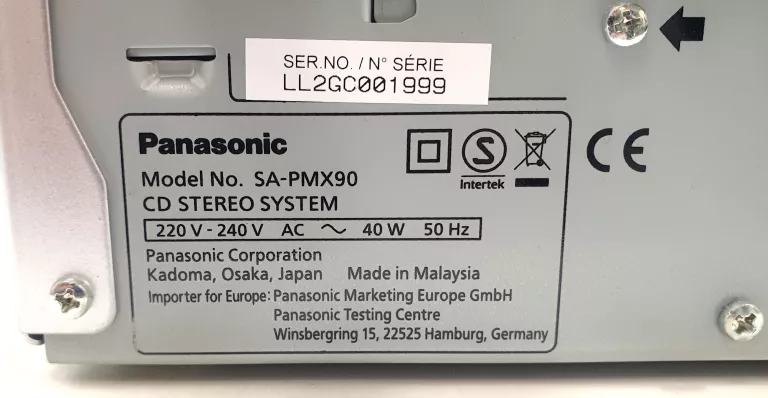 SER.NO. / N° SÉRIE
LL2GC001999
Panasonic
Model No. SA-PMX90
CD STEREO SYSTEM
220 V - 240 V AC ~ 40 W 50 Hz
Panasonic Corporation
Kadoma, Osaka, Japan Made in Malaysia
Importer for Europe: Panasonic Marketing Europe GmbH
Panasonic Testing Centre
Winsbergring 15, 22525 Hamburg, Germany
S
Intertek
CE